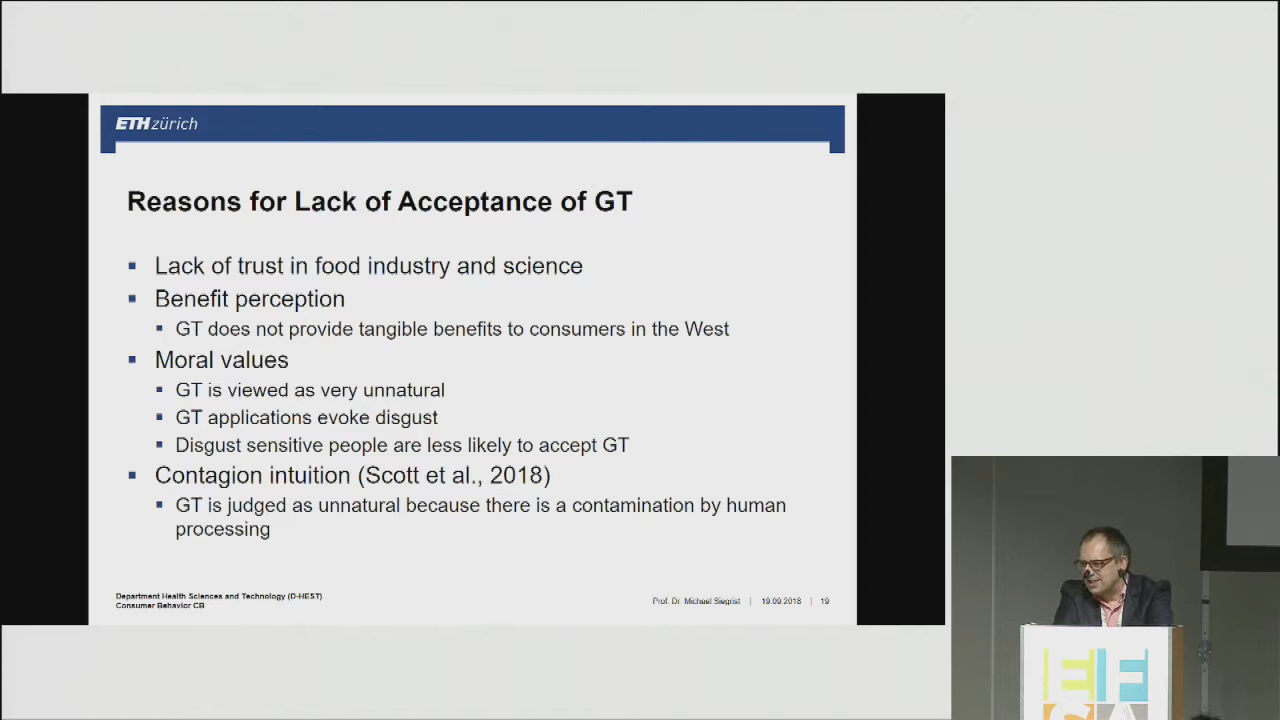 ETH zürich
Reasons for Lack of Acceptance of GT
Lack of trust in food industry and science
Benefit perception
GT does not provide tangible benefits to consumers in the West
Moral values
GT is viewed as very unnatural
GT applications evoke disgust
Disgust sensitive people are less likely to accept GT
Contagion intuition (Scott et al., 2018)
GT is judged as unnatural because there is a contamination by human
processing
Department Health Sciences and Technology (D-HEST)
Consumer Behavior CB
Prof. Dr. Michael Siegrist | 19.09.2018 | 19
EF
SA